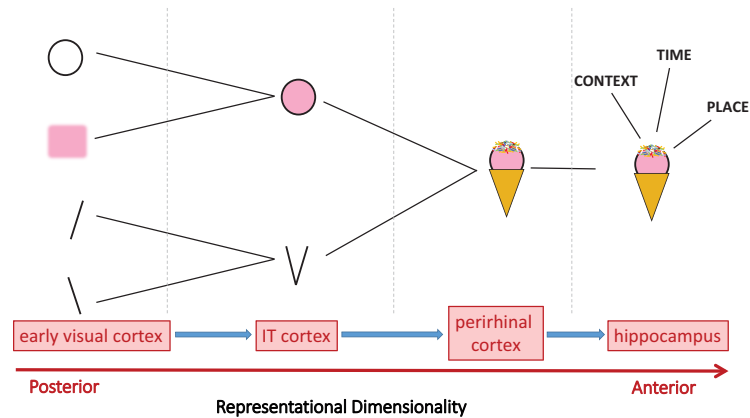 TIME
CONTEXT
PLACE
early visual cortex
IT cortex
perirhinal
cortex
hippocampus
Posterior
Anterior
Representational Dimensionality